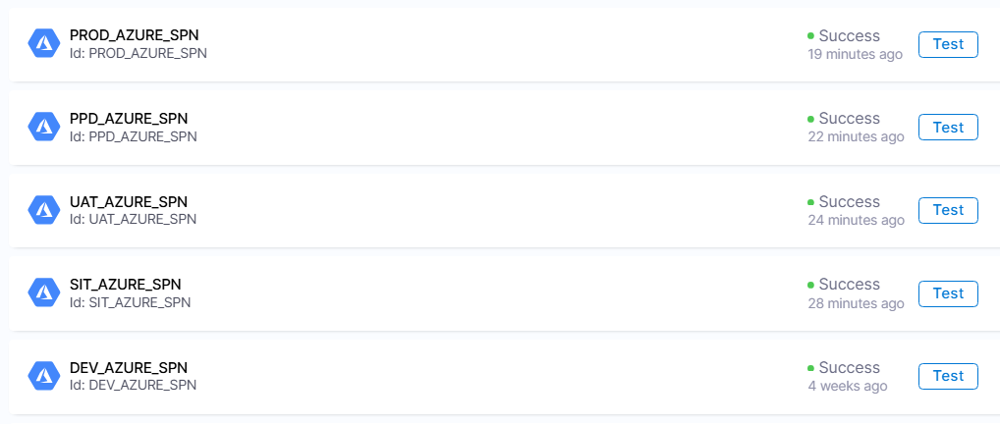 PROD_AZURE_SPN
Id: PROD_AZURE_SPN
Success
19 minutes ago
Test
PPD_AZURE_SPN
Id: PPD_AZURE_SPN
Success
22 minutes ago
Test
UAT_AZURE_SPN
Id: UAT_AZURE_SPN
Success
24 minutes ago
Test
SIT_AZURE_SPN
Id: SIT_AZURE_SPN
Success
28 minutes ago
Test
DEV_AZURE_SPN
Id: DEV_AZURE_SPN
Success
4 weeks ago
Test